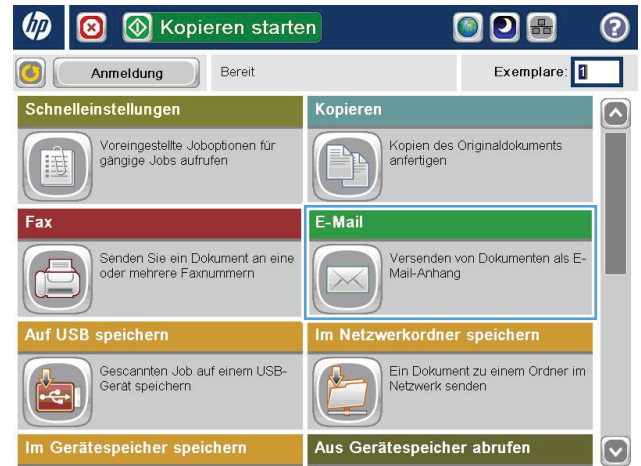 hp
Kopieren starten
?
Anmeldung
Bereit
Exemplare: 1
Schnelleinstellungen
Voreingestellte Joboptionen für
gängige Jobs aufrufen
Kopieren
Kopien des Originaldokuments
anfertigen
Fax
Senden Sie ein Dokument an eine
oder mehrere Faxnummern
E-Mail
Versenden von Dokumenten als E-
Mail-Anhang
Auf USB speichern
Gescannten Job auf einem USB-
Gerät speichern
Im Netzwerkordner speichern
Ein Dokument zu einem Ordner im
Netzwerk senden
Im Gerätespeicher speichern
Aus Gerätespeicher abrufen